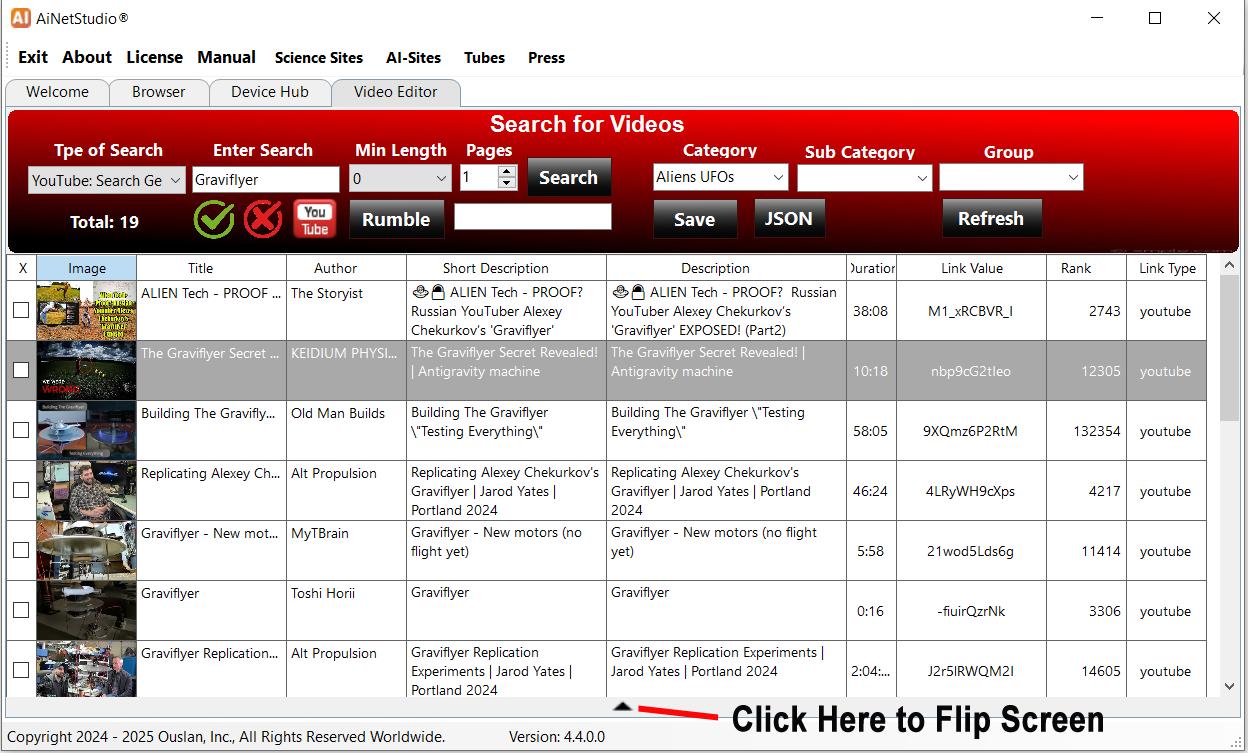 AI AiNetStudio®
Exit About License Manual Science Sites AI-Sites Tubes Press
Welcome Browser Device Hub Video Editor
Search for Videos
Tpe of Search Enter Search Min Length Pages Category Sub Category Group
YouTube: Search Ge Graviflyer 0 1 Search Aliens UFOs
Total: 19 You Tube Rumble Save JSON Refresh
X Image Title Author Short Description Description Duration Link Value Rank Link Type
ALIEN Tech - PROOF ... The Storyist ALIEN Tech - PROOF? ALIEN Tech - PROOF? Russian
Russian YouTuber Alexey YouTuber Alexey Chekurkov's 38:08 M1_xRCBVR_I 2743 youtube
Chekurkov's 'Graviflyer' 'Graviflyer' EXPOSED! (Part2)
The Graviflyer Secret ... KEIDIUM PHYSI... The Graviflyer Secret Revealed! The Graviflyer Secret Revealed! |
WE WERE WRONG | Antigravity machine Antigravity machine 10:18 nbp9cG2tIeo 12305 youtube
Building The Graviflyer
Building The Gravifly... Old Man Builds Building The Graviflyer Building The Graviflyer \"Testing
\"Testing Everything\" Everything\" 58:05 9XQmz6P2RtM 132354 youtube
Testing Everything
Replicating Alexey Ch... Alt Propulsion Replicating Alexey Chekurkov's Replicating Alexey Chekurkov's
Graviflyer | Jarod Yates | Graviflyer | Jarod Yates | Portland 46:24 4LRyWH9cXps 4217 youtube
Portland 2024 2024
Graviflyer - New mot... MyTBrain Graviflyer - New motors (no Graviflyer - New motors (no flight
flight yet) yet) 5:58 21wod5Lds6g 11414 youtube
Graviflyer Toshi Horii Graviflyer Graviflyer
0:16 -fiuirQzrNk 3306 youtube
Graviflyer Replication... Alt Propulsion Graviflyer Replication Graviflyer Replication Experiments |
Experiments | Jarod Yates | Jarod Yates | Portland 2024 2:04:... J2r5IRWQM2I 14605 youtube
Portland 2024
Click Here to Flip Screen
Copyright 2024 - 2025 Ouslan, Inc., All Rights Reserved Worldwide. Version: 4.4.0.0